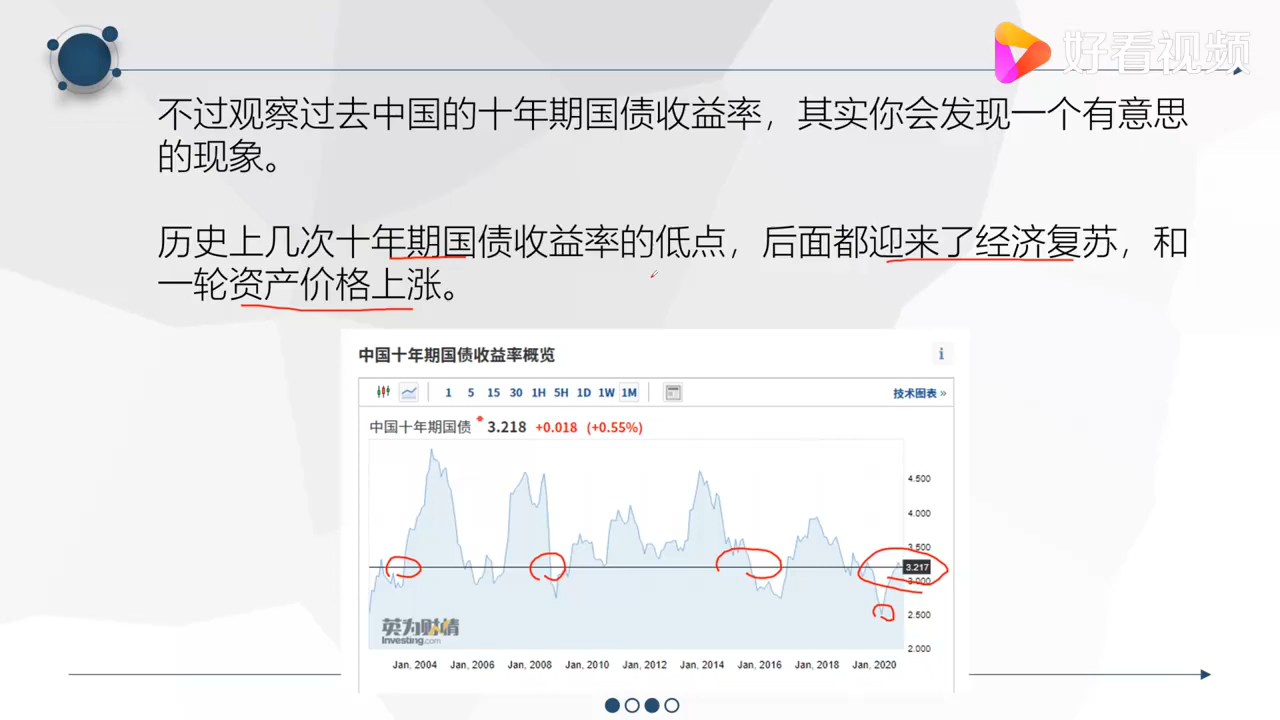 好看视频
不过观察过去中国的十年期国债收益率，其实你会发现一个有意思
的现象。
历史上几次十年期国债收益率的低点，后面都迎来了经济复苏，和
一轮资产价格上涨。
中国十年期国债收益率概览
i
1 5 15 30 1H 5H 1D 1W 1M
技术图表 »
中国十年期国债 3.218 +0.018 (+0.55%)
4.500
4.000
3.500
3.217
3.000
2.500
2.000
英为财情
Investing.com
Jan, 2004 Jan, 2006 Jan, 2008 Jan, 2010 Jan, 2012 Jan, 2014 Jan, 2016 Jan, 2018 Jan, 2020